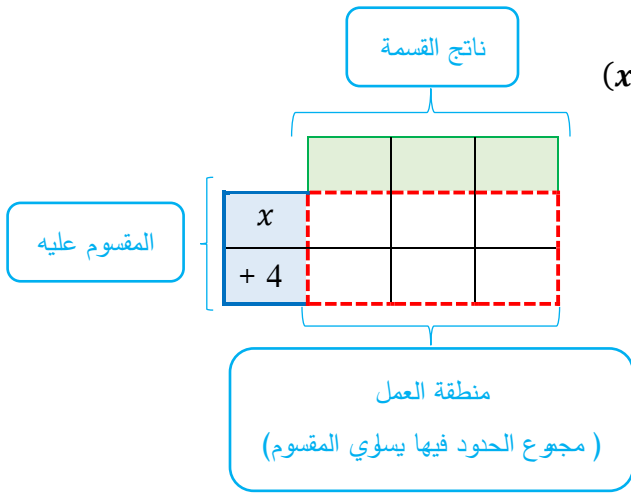 ناتج القسمة
(x
المقسوم عليه
x
+ 4
منطقة العمل
( مجموع الحدود فيها يساوي المقسوم)